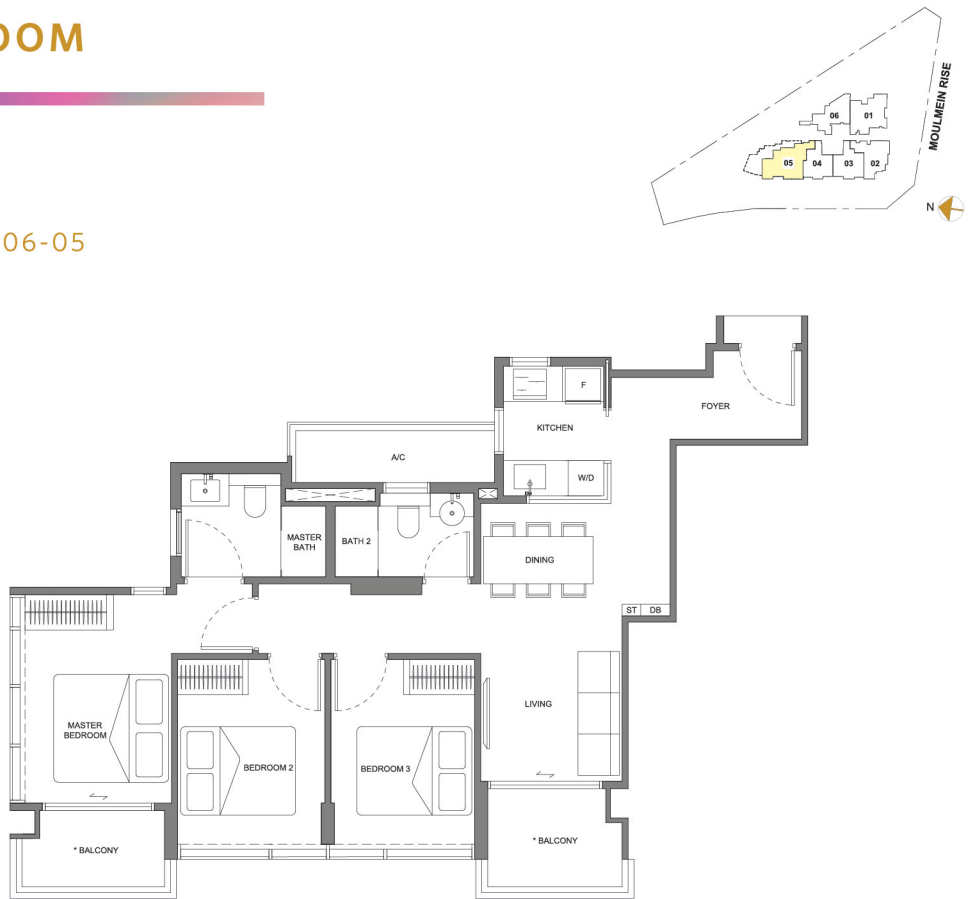 OOM
06-05
MOULMEIN RISE
06
01
05
04
03
02
N
FOYER
F
KITCHEN
A/C
W/D
MASTER
BATH
BATH 2
DINING
ST
DB
LIVING
MASTER
BEDROOM
BEDROOM 2
BEDROOM 3
* BALCONY
* BALCONY